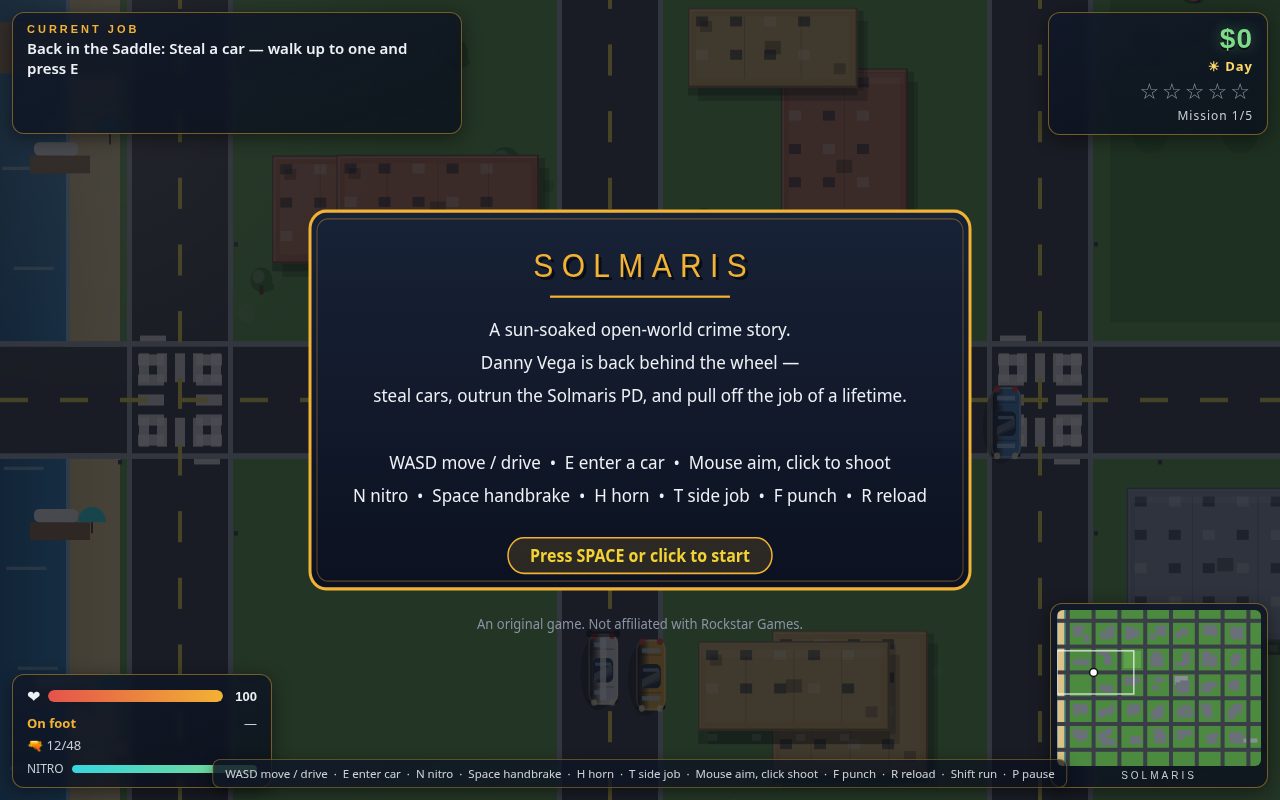 CURRENT JOB
Back in the Saddle: Steal a car — walk up to one and
press E
$0
☀ Day
☆☆☆☆☆
Mission 1/5
SOLMARIS
A sun-soaked open-world crime story.
Danny Vega is back behind the wheel —
steal cars, outrun the Solmaris PD, and pull off the job of a lifetime.
WASD move / drive • E enter a car • Mouse aim, click to shoot
N nitro • Space handbrake • H horn • T side job • F punch • R reload
Press SPACE or click to start
An original game. Not affiliated with Rockstar Games.
❤ 100
On foot —
🔫 12/48
NITRO
WASD move / drive · E enter car · N nitro · Space handbrake · H horn · T side job · Mouse aim, click shoot · F punch · R reload · Shift run · P pause
SOLMARIS